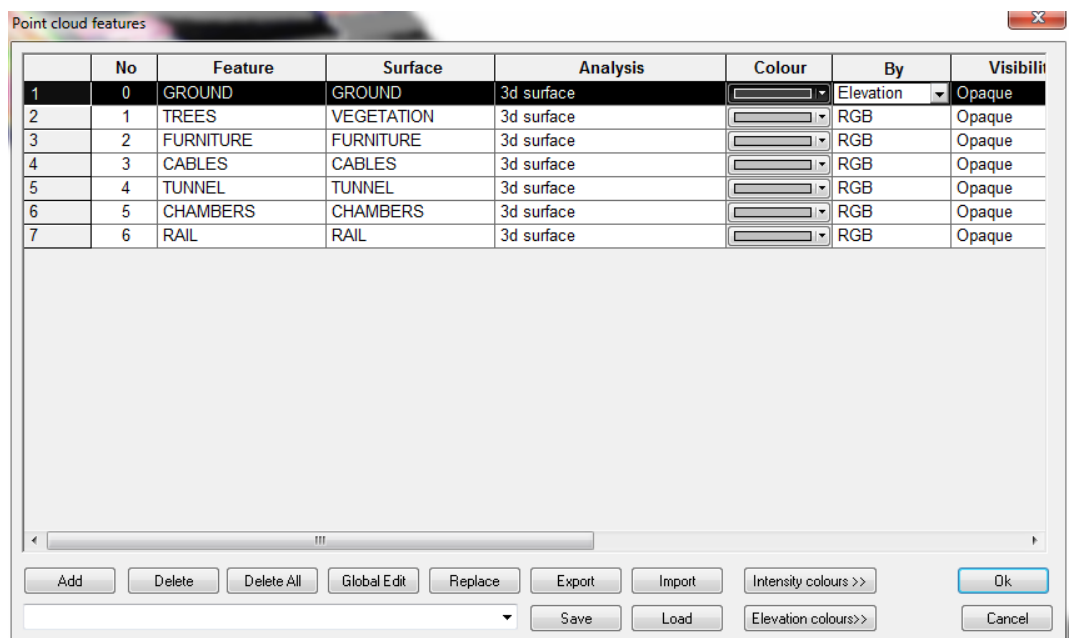 Point cloud features
No Feature Surface Analysis Colour By Visibilit
1 0 GROUND GROUND 3d surface Elevation Opaque
2 1 TREES VEGETATION 3d surface RGB Opaque
3 2 FURNITURE FURNITURE 3d surface RGB Opaque
4 3 CABLES CABLES 3d surface RGB Opaque
5 4 TUNNEL TUNNEL 3d surface RGB Opaque
6 5 CHAMBERS CHAMBERS 3d surface RGB Opaque
7 6 RAIL RAIL 3d surface RGB Opaque
Add Delete Delete All Global Edit Replace Export Import Intensity colours >> Ok
Save Load Elevation colours>> Cancel